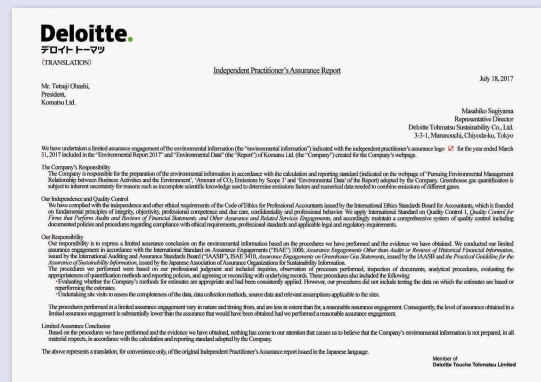 Deloitte.
デロイト トーマツ
(TRANSLATION)
Independent Practitioner's Assurance Report
July 18, 2017
Mr. Tetsuji Ohashi,
President,
Komatsu Ltd.
Masahiko Sugiyama
Representative Director
Deloitte Tohmatsu Sustainability Co., Ltd.
3-3-1, Marunouchi, Chiyoda-ku, Tokyo
We have undertaken a limited assurance engagement of the environmental information (the "environmental information") indicated with the independent practitioner's assurance logo ☑ for the year ended March
31, 2017 included in the "Environmental Report 2017" and "Environmental Data" (the "Report") of Komatsu Ltd. (the "Company") created for the Company's webpage.
The Company's Responsibility
The Company is responsible for the preparation of the environmental information in accordance with the calculation and reporting standard (indicated on the webpage of "Pursuing Environmental Management
Relationship between Business Activities and the Environment', 'Amount of CO₂ Emissions by Scope 3' and 'Environmental Data' of the Report) adopted by the Company. Greenhouse gas quantification is
subject to inherent uncertainty for reasons such as incomplete scientific knowledge used to determine emissions factors and numerical data needed to combine emissions of different gases.
Our Independence and Quality Control
We have complied with the independence and other ethical requirements of the Code of Ethics for Professional Accountants issued by the International Ethics Standards Board for Accountants, which is founded
on fundamental principles of integrity, objectivity, professional competence and due care, confidentiality and professional behavior. We apply International Standard on Quality Control 1, Quality Control for
Firms that Perform Audits and Reviews of Financial Statements, and Other Assurance and Related Services Engagements, and accordingly maintain a comprehensive system of quality control including
documented policies and procedures regarding compliance with ethical requirements, professional standards and applicable legal and regulatory requirements.
Our Responsibility
Our responsibility is to express a limited assurance conclusion on the environmental information based on the procedures we have performed and the evidence we have obtained. We conducted our limited
assurance engagement in accordance with the International Standard on Assurance Engagements ("ISAE") 3000, Assurance Engagements Other than Audits or Reviews of Historical Financial Information,
issued by the International Auditing and Assurance Standards Board ("IAASB"), ISAE 3410, Assurance Engagements on Greenhouse Gas Statements, issued by the IAASB and the Practical Guideline for the
Assurance of Sustainability Information, issued by the Japanese Association of Assurance Organizations for Sustainability Information.
The procedures we performed were based on our professional judgment and included inquiries, observation of processes performed, inspection of documents, analytical procedures, evaluating the
appropriateness of quantification methods and reporting policies, and agreeing or reconciling with underlying records. These procedures also included the following:
・Evaluating whether the Company's methods for estimates are appropriate and had been consistently applied. However, our procedures did not include testing the data on which the estimates are based or
reperforming the estimates.
・Undertaking site visits to assess the completeness of the data, data collection methods, source data and relevant assumptions applicable to the sites.
The procedures performed in a limited assurance engagement vary in nature and timing from, and are less in extent than for, a reasonable assurance engagement. Consequently, the level of assurance obtained in a
limited assurance engagement is substantially lower than the assurance that would have been obtained had we performed a reasonable assurance engagement.
Limited Assurance Conclusion
Based on the procedures we have performed and the evidence we have obtained, nothing has come to our attention that causes us to believe that the Company's environmental information is not prepared, in all
material respects, in accordance with the calculation and reporting standard adopted by the Company.
The above represents a translation, for convenience only, of the original Independent Practitioner's Assurance report issued in the Japanese language.
Member of
Deloitte Touche Tohmatsu Limited